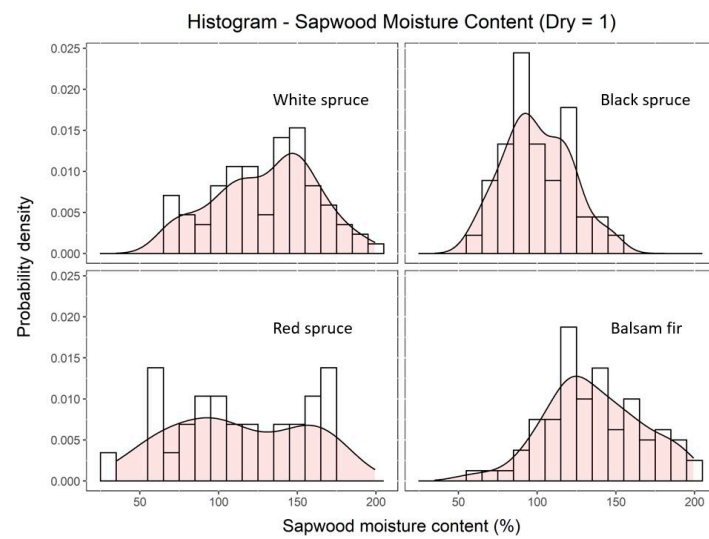 Histogram - Sapwood Moisture Content (Dry = 1)
0.025
0.020
0.015
0.010
0.005
0.000
White spruce
Black spruce
Probability density
0.025
0.020
0.015
0.010
0.005
0.000
Red spruce
Balsam fir
50 100 150 200 50 100 150 200
Sapwood moisture content (%)